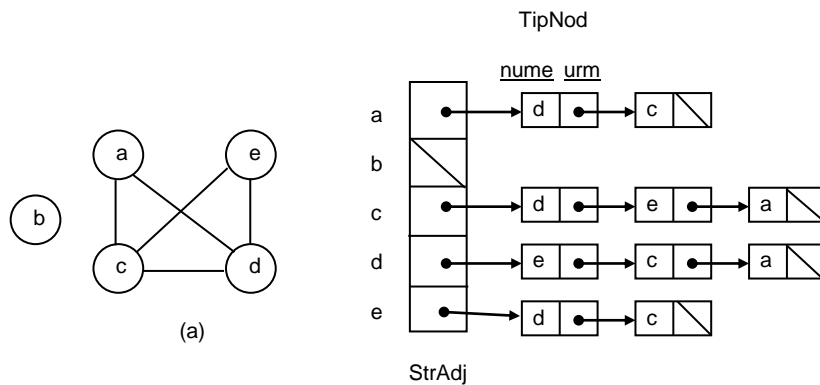 TipNod
nume urm
a d c
b
c d e a
d e c a
e d c
StrAdj
a e
b
c d
(a)